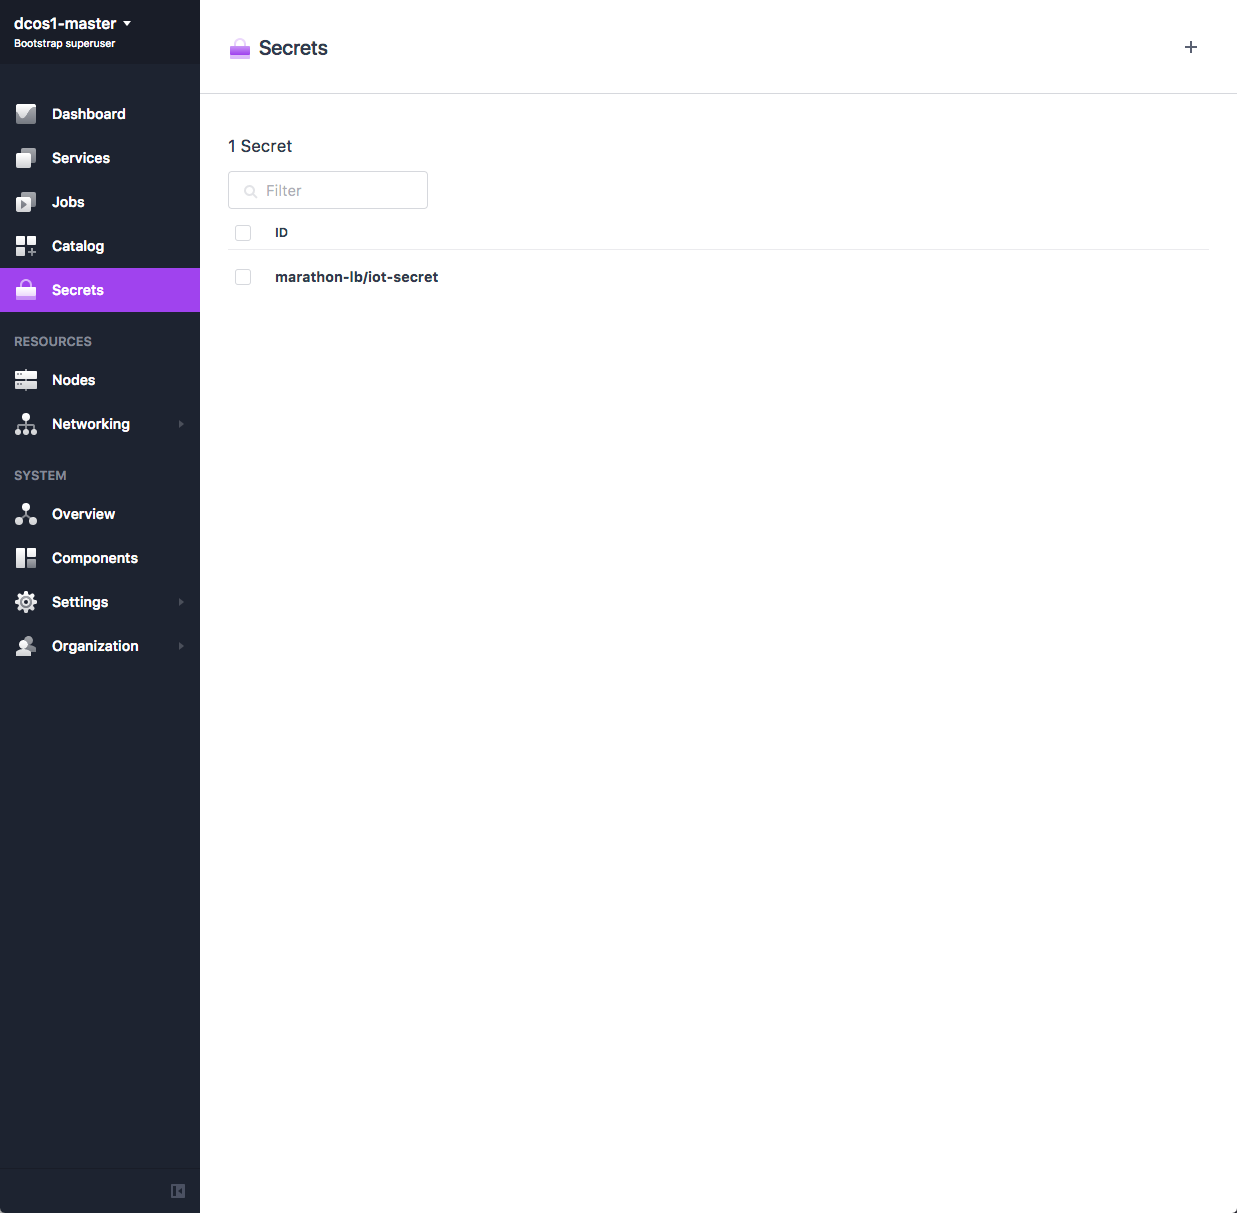 dcos1-master
Bootstrap superuser
Dashboard
Services
Jobs
Catalog
Secrets
RESOURCES
Nodes
Networking
SYSTEM
Overview
Components
Settings
Organization
Secrets
1 Secret
Filter
ID
marathon-lb/iot-secret